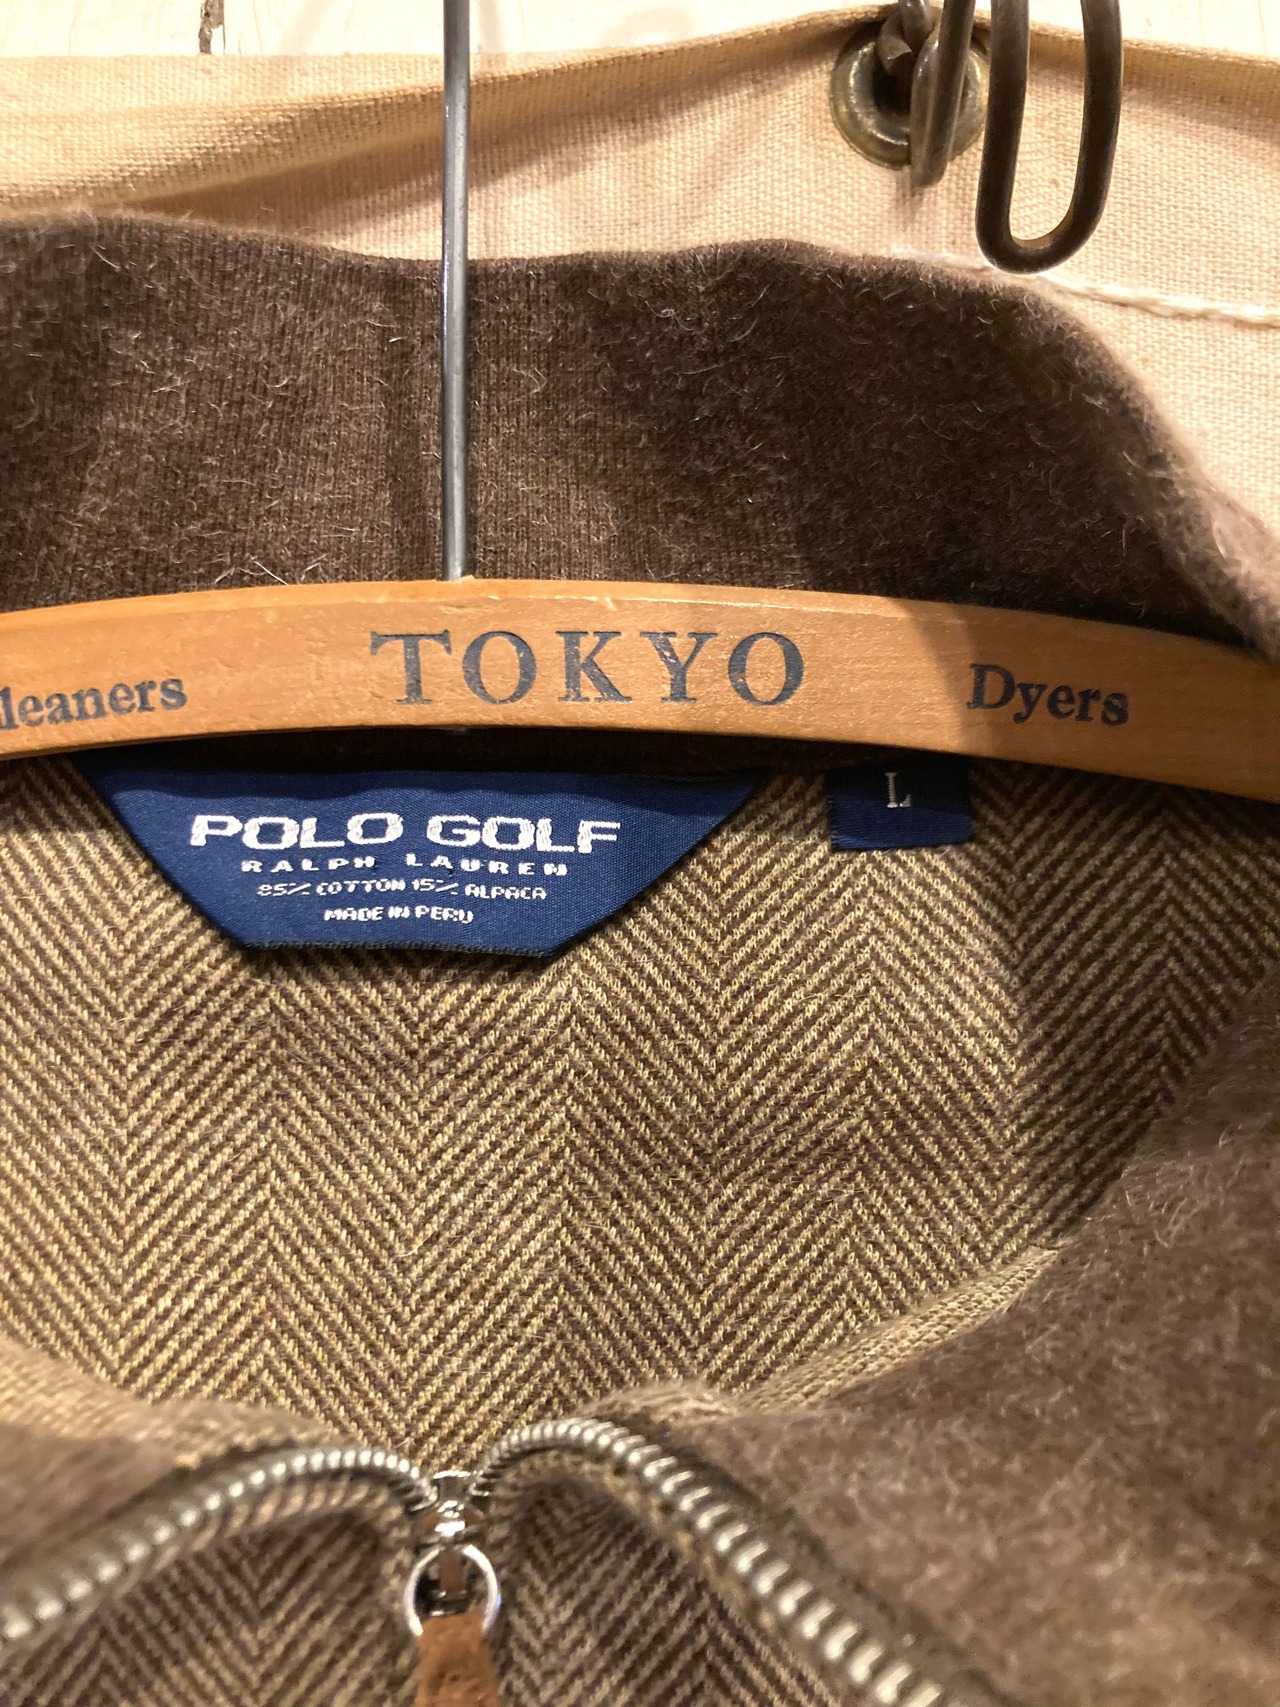 leaners TOKYO Dyers
POLO GOLF
RALPH LAUREN
85% COTTON 15% ALPACA
MADE IN PERU
L